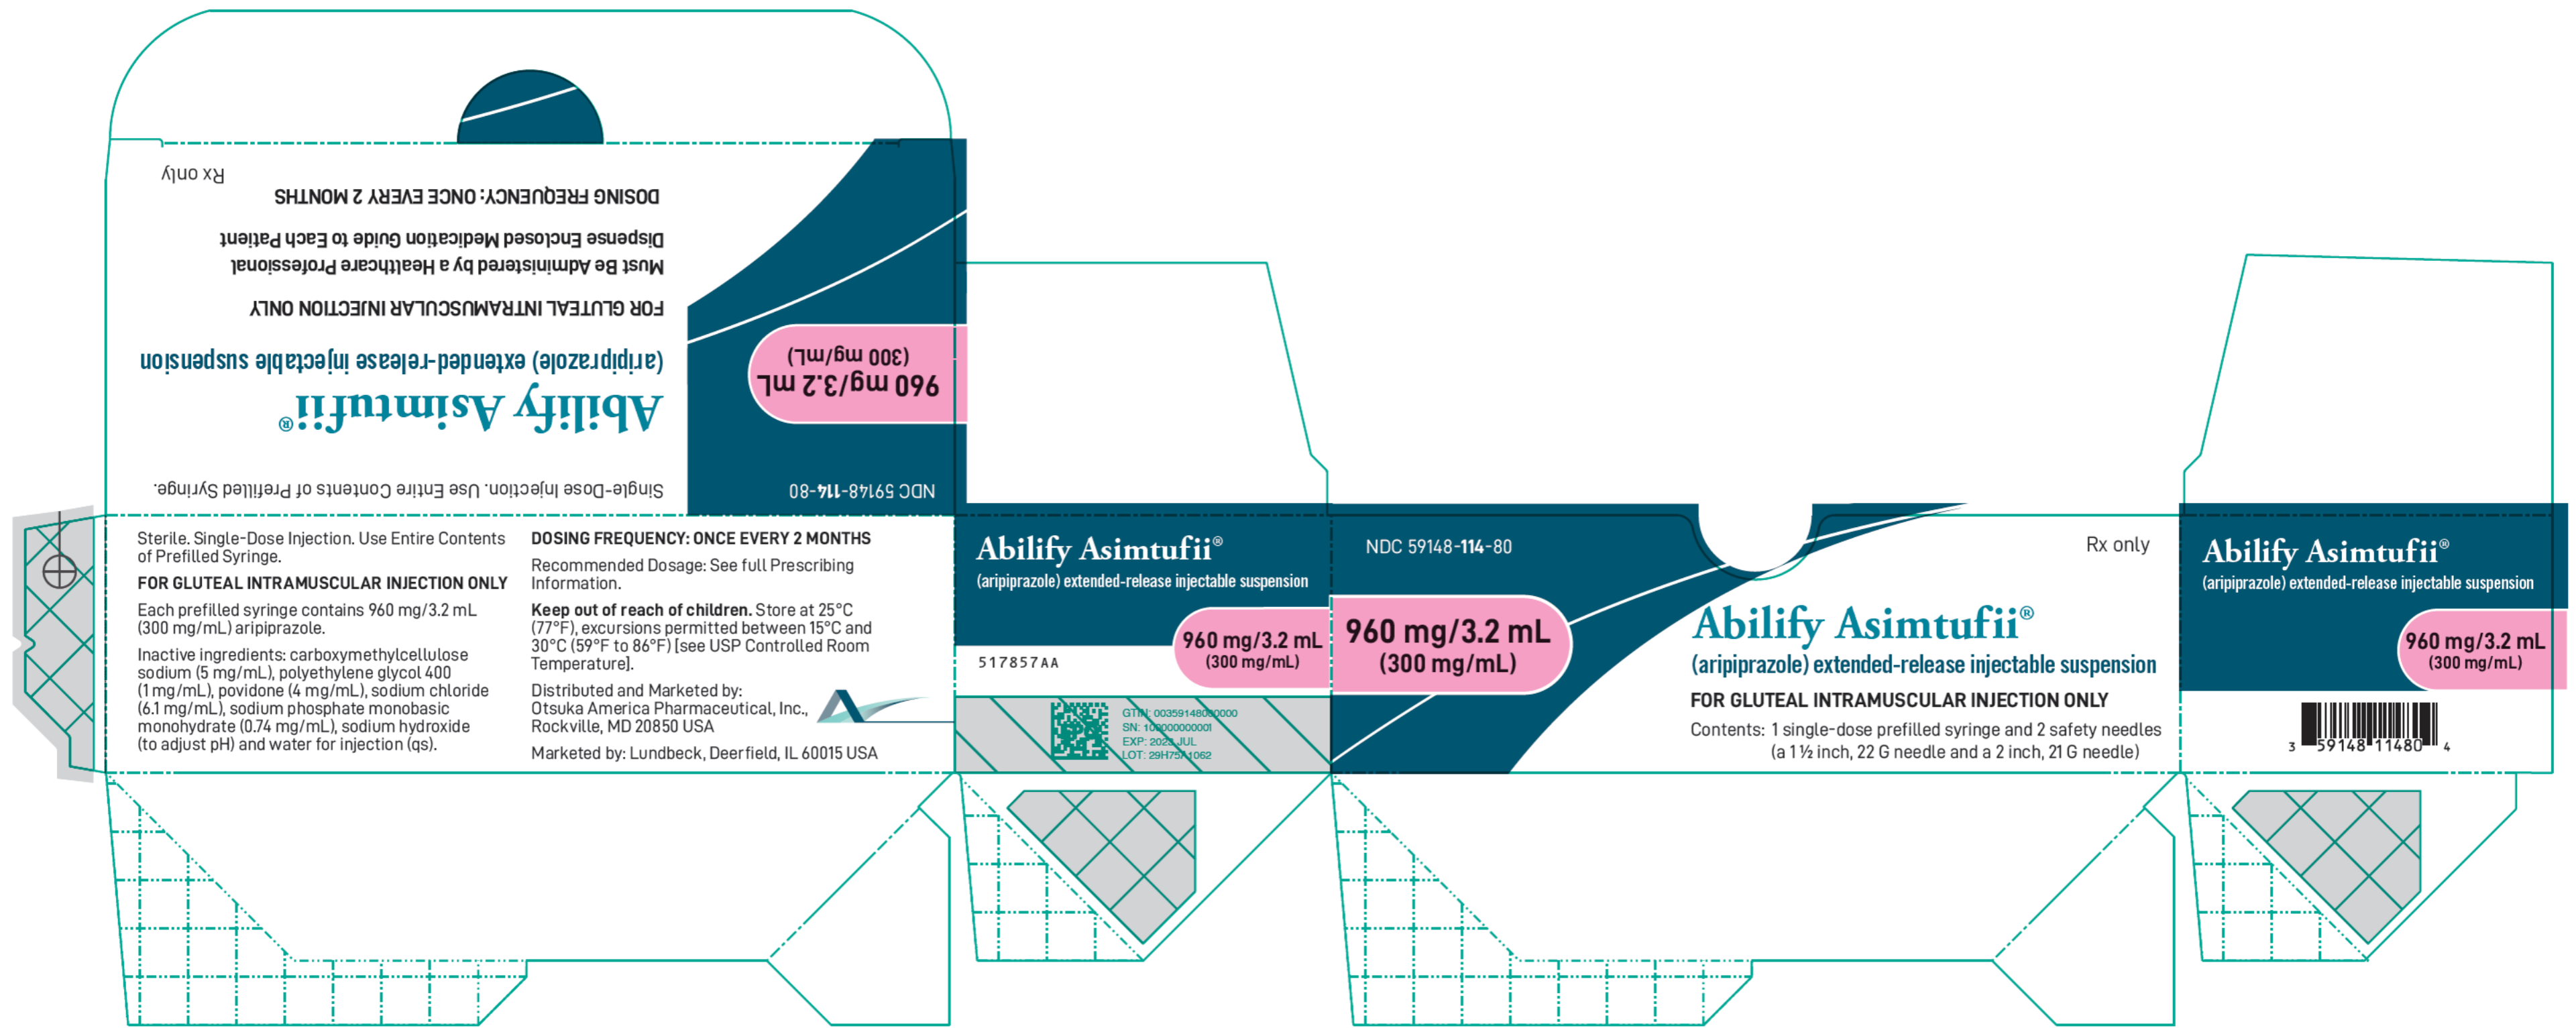 Rx only
DOSING FREQUENCY: ONCE EVERY 2 MONTHS
Dispense Enclosed Medication Guide to Each Patient
Must Be Administered by a Healthcare Professional
FOR GLUTEAL INTRAMUSCULAR INJECTION ONLY
(aripiprazole) extended-release injectable suspension
Abilify Asimtufii®
Single-Dose Injection. Use Entire Contents of Prefilled Syringe.
960 mg/3.2 mL
(300 mg/mL)
NDC 59148-114-80
Sterile. Single-Dose Injection. Use Entire Contents
of Prefilled Syringe.
FOR GLUTEAL INTRAMUSCULAR INJECTION ONLY
Each prefilled syringe contains 960 mg/3.2 mL
(300 mg/mL) aripiprazole.
Inactive ingredients: carboxymethylcellulose
sodium (5 mg/mL), polyethylene glycol 400
(1 mg/mL), povidone (4 mg/mL), sodium chloride
(6.1 mg/mL), sodium phosphate monobasic
monohydrate (0.74 mg/mL), sodium hydroxide
(to adjust pH) and water for injection (qs).
DOSING FREQUENCY: ONCE EVERY 2 MONTHS
Recommended Dosage: See full Prescribing
Information.
Keep out of reach of children. Store at 25°C
(77°F), excursions permitted between 15°C and
30°C (59°F to 86°F) [see USP Controlled Room
Temperature].
Distributed and Marketed by:
Otsuka America Pharmaceutical, Inc.,
Rockville, MD 20850 USA
Marketed by: Lundbeck, Deerfield, IL 60015 USA
Abilify Asimtufii®
(aripiprazole) extended-release injectable suspension
960 mg/3.2 mL
(300 mg/mL)
517857AA
GTIN: 00359148000000
SN: 10000000001
EXP: 2023 JUL
LOT: 29H75A1062
NDC 59148-114-80
960 mg/3.2 mL
(300 mg/mL)
Rx only
Abilify Asimtufii®
(aripiprazole) extended-release injectable suspension
FOR GLUTEAL INTRAMUSCULAR INJECTION ONLY
Contents: 1 single-dose prefilled syringe and 2 safety needles
(a 1 ½ inch, 22 G needle and a 2 inch, 21 G needle)
Abilify Asimtufii®
(aripiprazole) extended-release injectable suspension
960 mg/3.2 mL
(300 mg/mL)
3 59148 11480 4